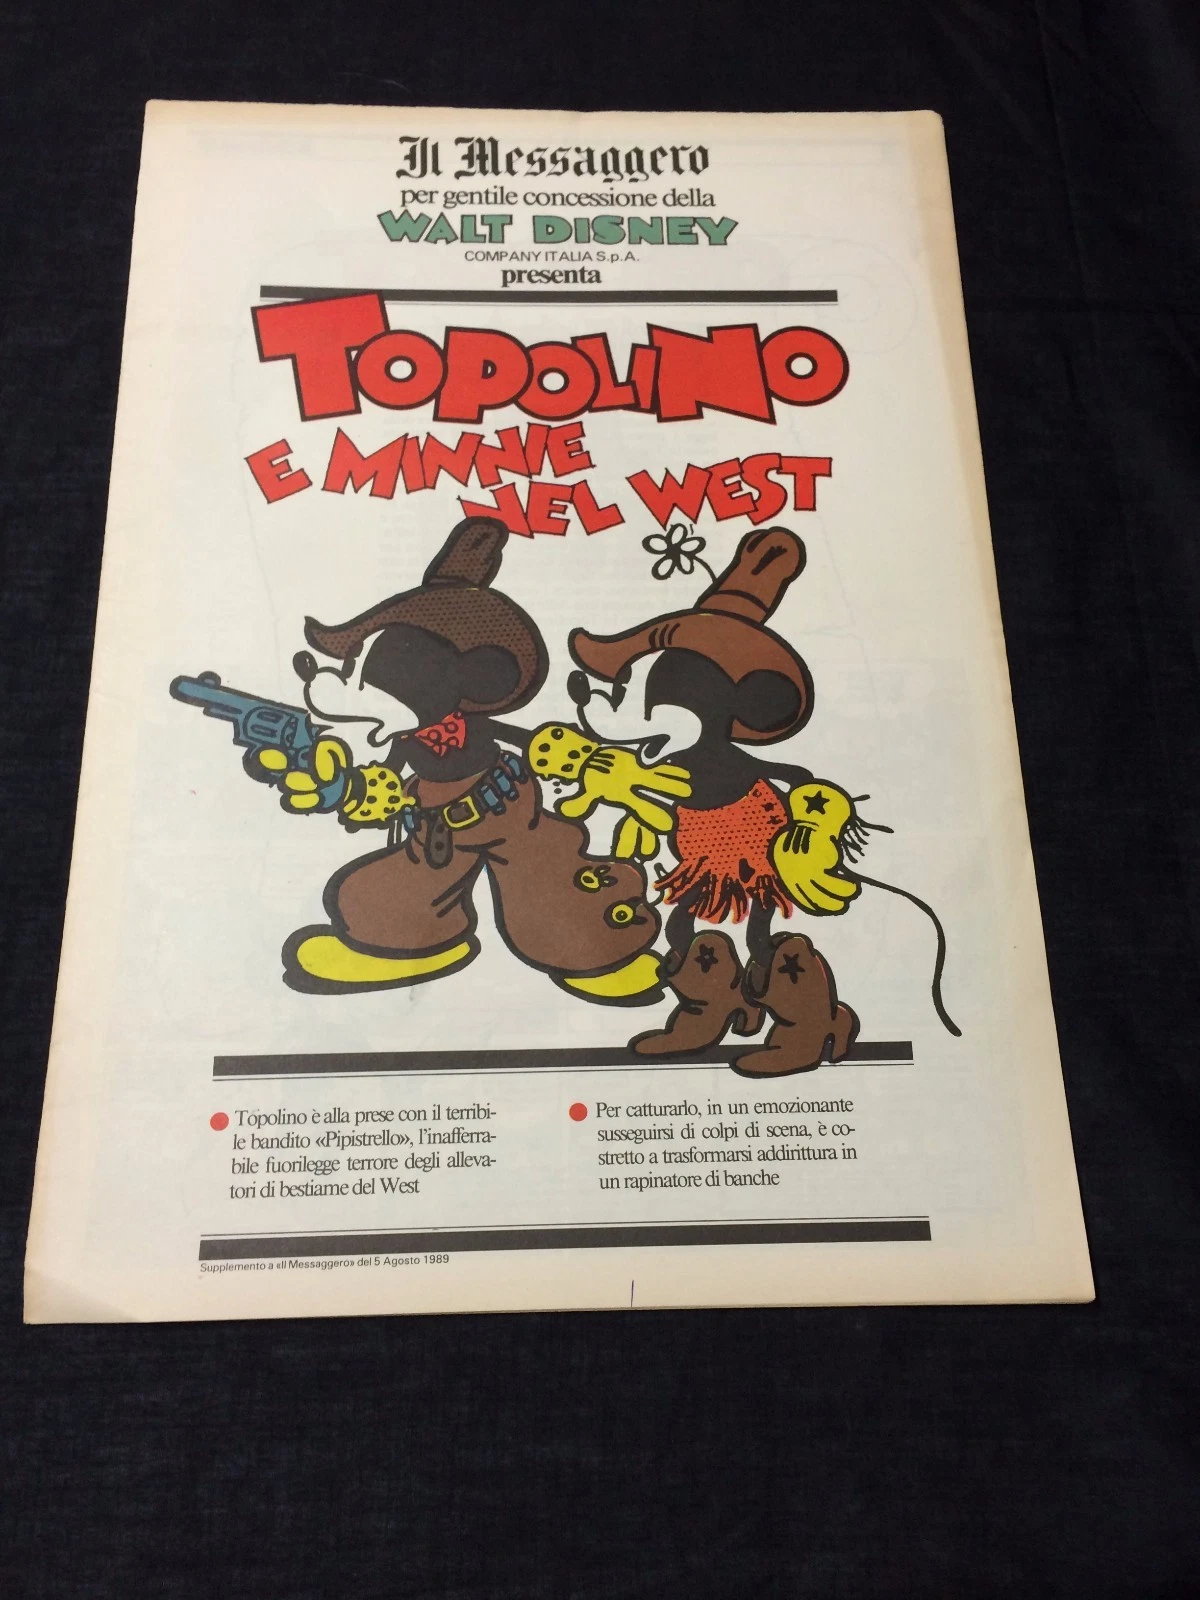 Il Messaggero
per gentile concessione della
WALT DISNEY
COMPANY ITALIA S.p.A.
presenta
TOPOLINO
E MINNIE
NEL WEST
Topolino è alla prese con il terribi-
le bandito «Pipistrello», l'inafferra-
bile fuorilegge terrore degli alleva-
tori di bestiame del West
Per catturarlo, in un emozionante
susseguirsi di colpi di scena, è co-
stretto a trasformarsi addirittura in
un rapinatore di banche
Supplemento a «Il Messaggero» del 5 Agosto 1989